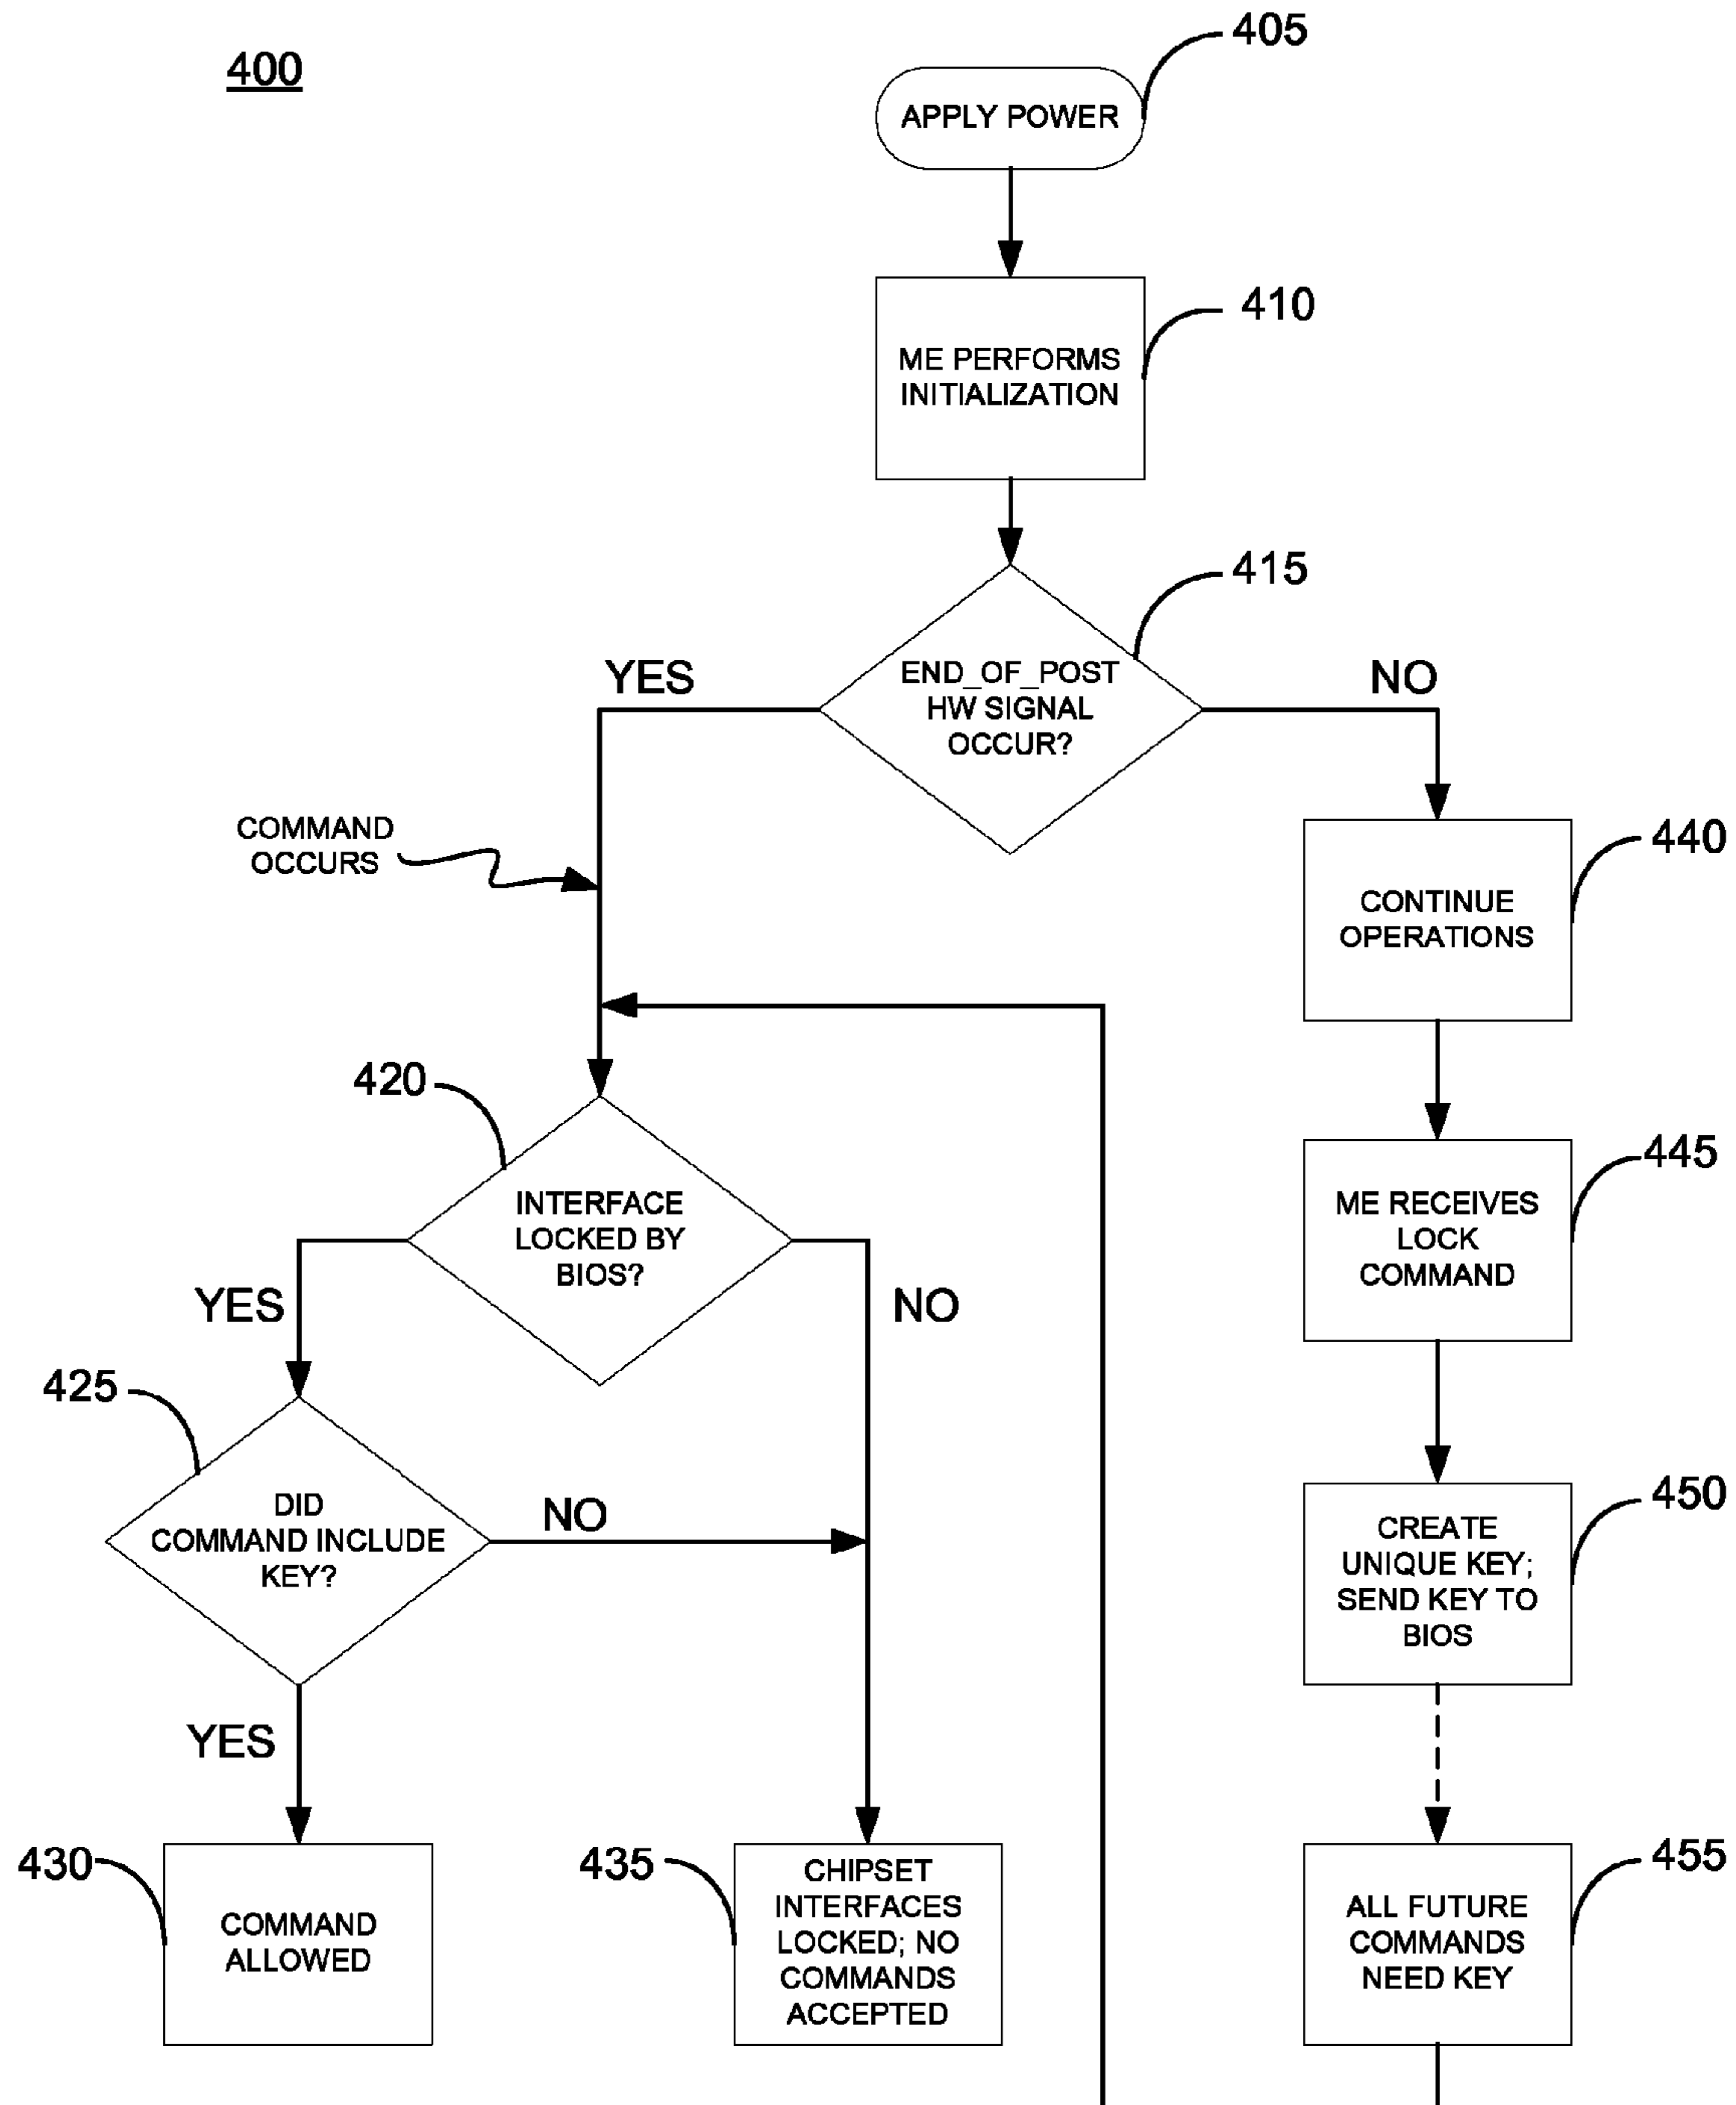 400
405
APPLY POWER
410
ME PERFORMS
INITIALIZATION
415
END_OF_POST
HW SIGNAL
OCCUR?
YES
NO
COMMAND
OCCURS
440
CONTINUE
OPERATIONS
420
INTERFACE
LOCKED BY
BIOS?
YES
NO
445
ME RECEIVES
LOCK
COMMAND
425
DID
COMMAND INCLUDE
KEY?
NO
YES
450
CREATE
UNIQUE KEY;
SEND KEY TO
BIOS
430
COMMAND
ALLOWED
435
CHIPSET
INTERFACES
LOCKED; NO
COMMANDS
ACCEPTED
455
ALL FUTURE
COMMANDS
NEED KEY